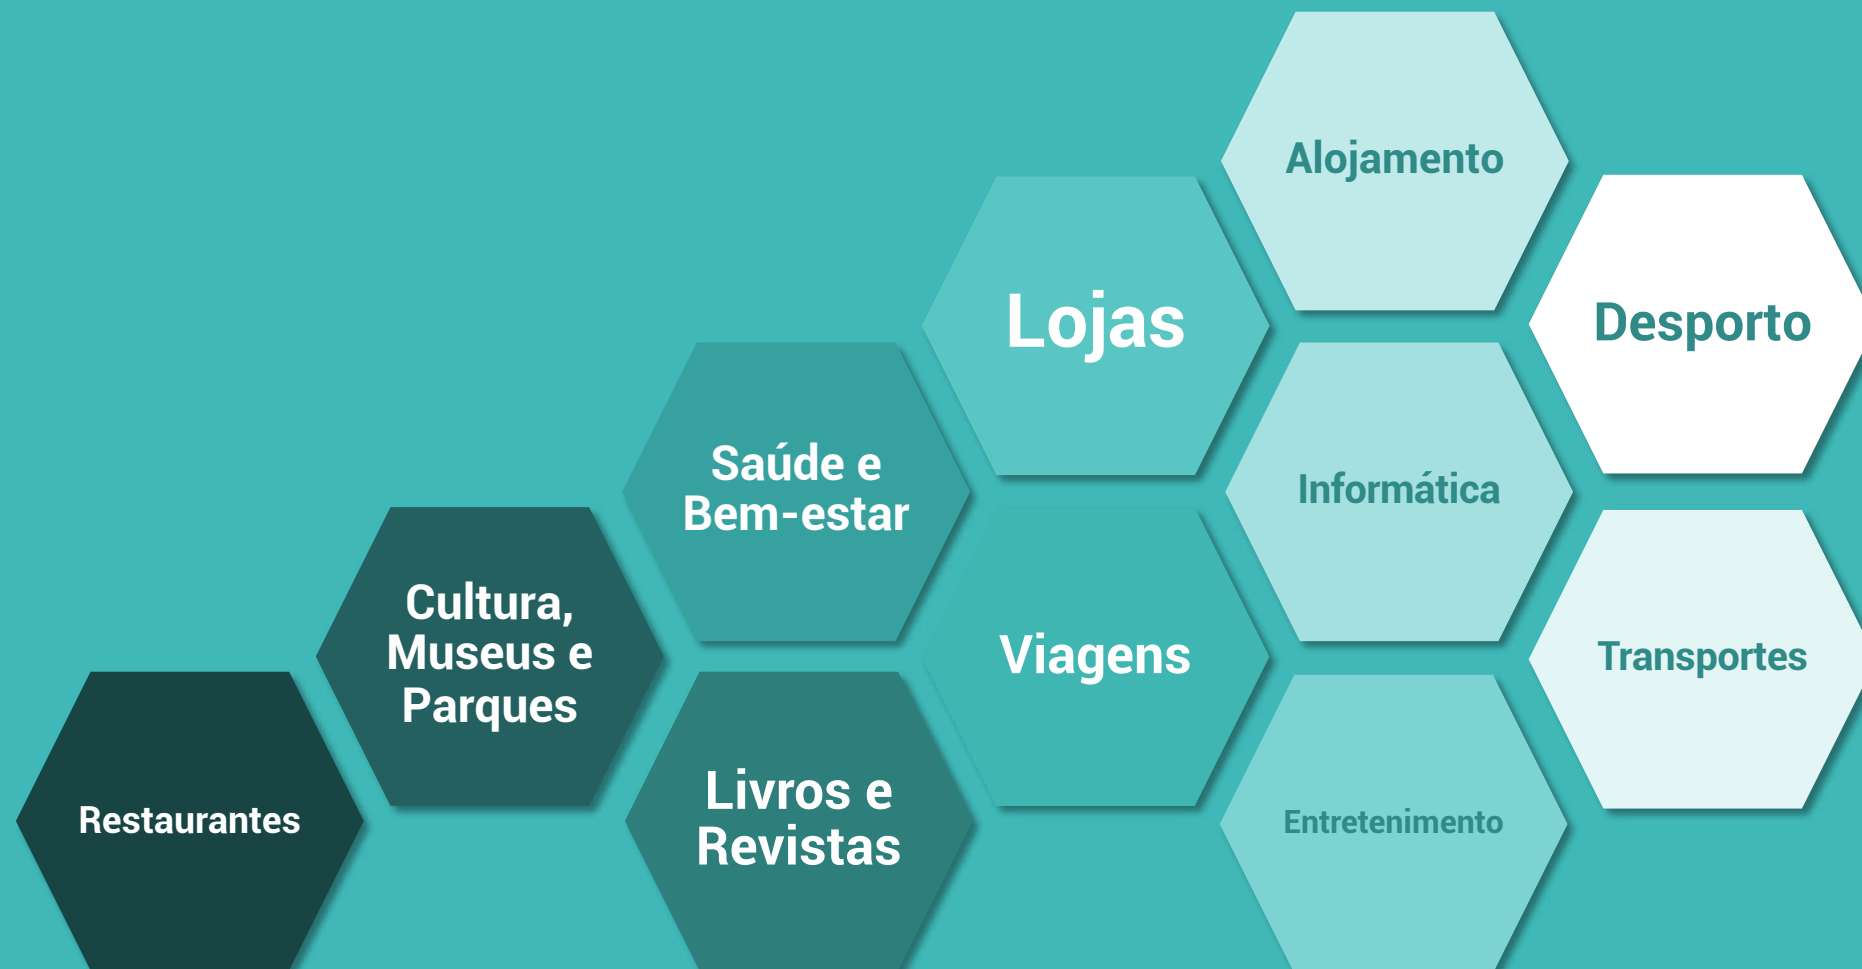 Alojamento
Lojas
Desporto
Saúde e
Bem-estar
Informática
Cultura,
Museus e
Parques
Viagens
Transportes
Restaurantes
Livros e
Revistas
Entretenimento